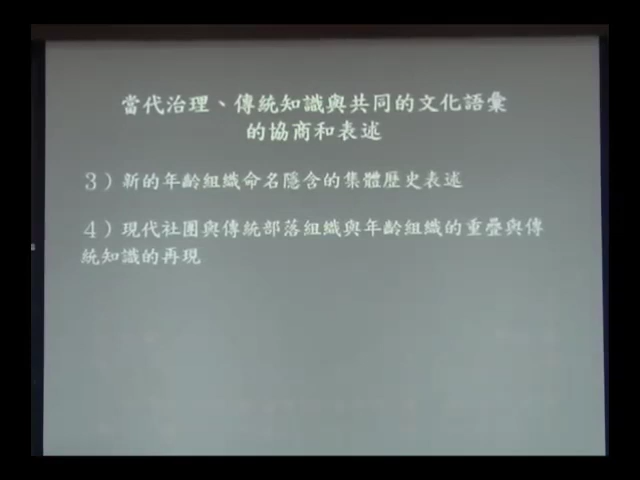 當代治理、傳統知識與共同的文化語彙
的協商和表述
3）新的年齡組織命名隱含的集體歷史表述
4）現代社團與傳統部落組織與年齡組織的重疊與傳
統知識的再現